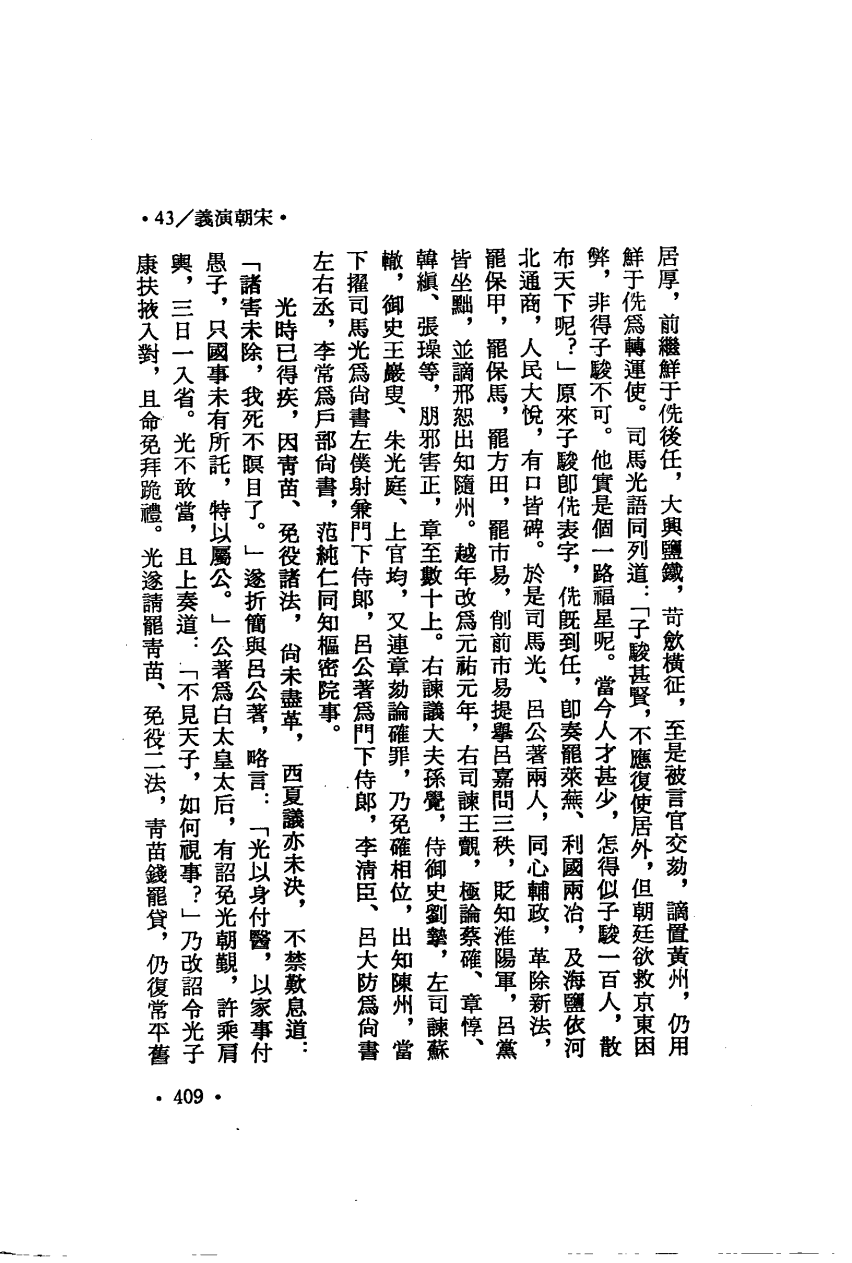 •43／義演朝宋•
居厚，前繼鮮于侁後任，大興鹽鐵，苛斂橫征，至是被言官交劾，謫置黃州，仍用
鮮于侁爲轉運使。司馬光語同列道：「子駿甚賢，不應復使居外，但朝廷欲救京東困
弊，非得子駿不可。他實是個一路福星呢。當今人才甚少，怎得似子駿一百人，散
布天下呢？」原來子駿卽侁表字，侁既到任，卽奏罷萊蕪、利國兩冶，及海鹽依河
北通商，人民大悅，有口皆碑。於是司馬光、呂公著兩人，同心輔政，革除新法，
罷保甲，罷保馬，罷方田，罷市易，削前市易提舉呂嘉問三秩，貶知淮陽軍，呂黨
皆坐黜，並謫邢恕出知隨州。越年改爲元祐元年，右司諫王覿，極論蔡確、章惇、
韓縝、張璪等，朋邪害正，章至數十上。右諫議大夫孫覺，侍御史劉摯，左司諫蘇
轍，御史王巖叟、朱光庭、上官均，又連章劾論確罪，乃免確相位，出知陳州，當
下擢司馬光爲尙書左僕射兼門下侍郞，呂公著爲門下侍郞，李清臣、呂大防爲尙書
左右丞，李常爲戶部尙書，范純仁同知樞密院事。
光時已得疾，因靑苗、免役諸法，尙未盡革，西夏議亦未決，不禁歎息道：
「諸害未除，我死不瞑目了。」遂折簡與呂公著，略言：「光以身付醫，以家事付
愚子，只國事未有所託，特以屬公。」公著爲白太皇太后，有詔免光朝覲，許乘肩
輿，三日一入省。光不敢當，且上奏道：「不見天子，如何視事？」乃改詔令光子
康扶掖入對，且命免拜跪禮。光遂請罷靑苗、免役二法，靑苗錢罷貸，仍復常平舊
•409•